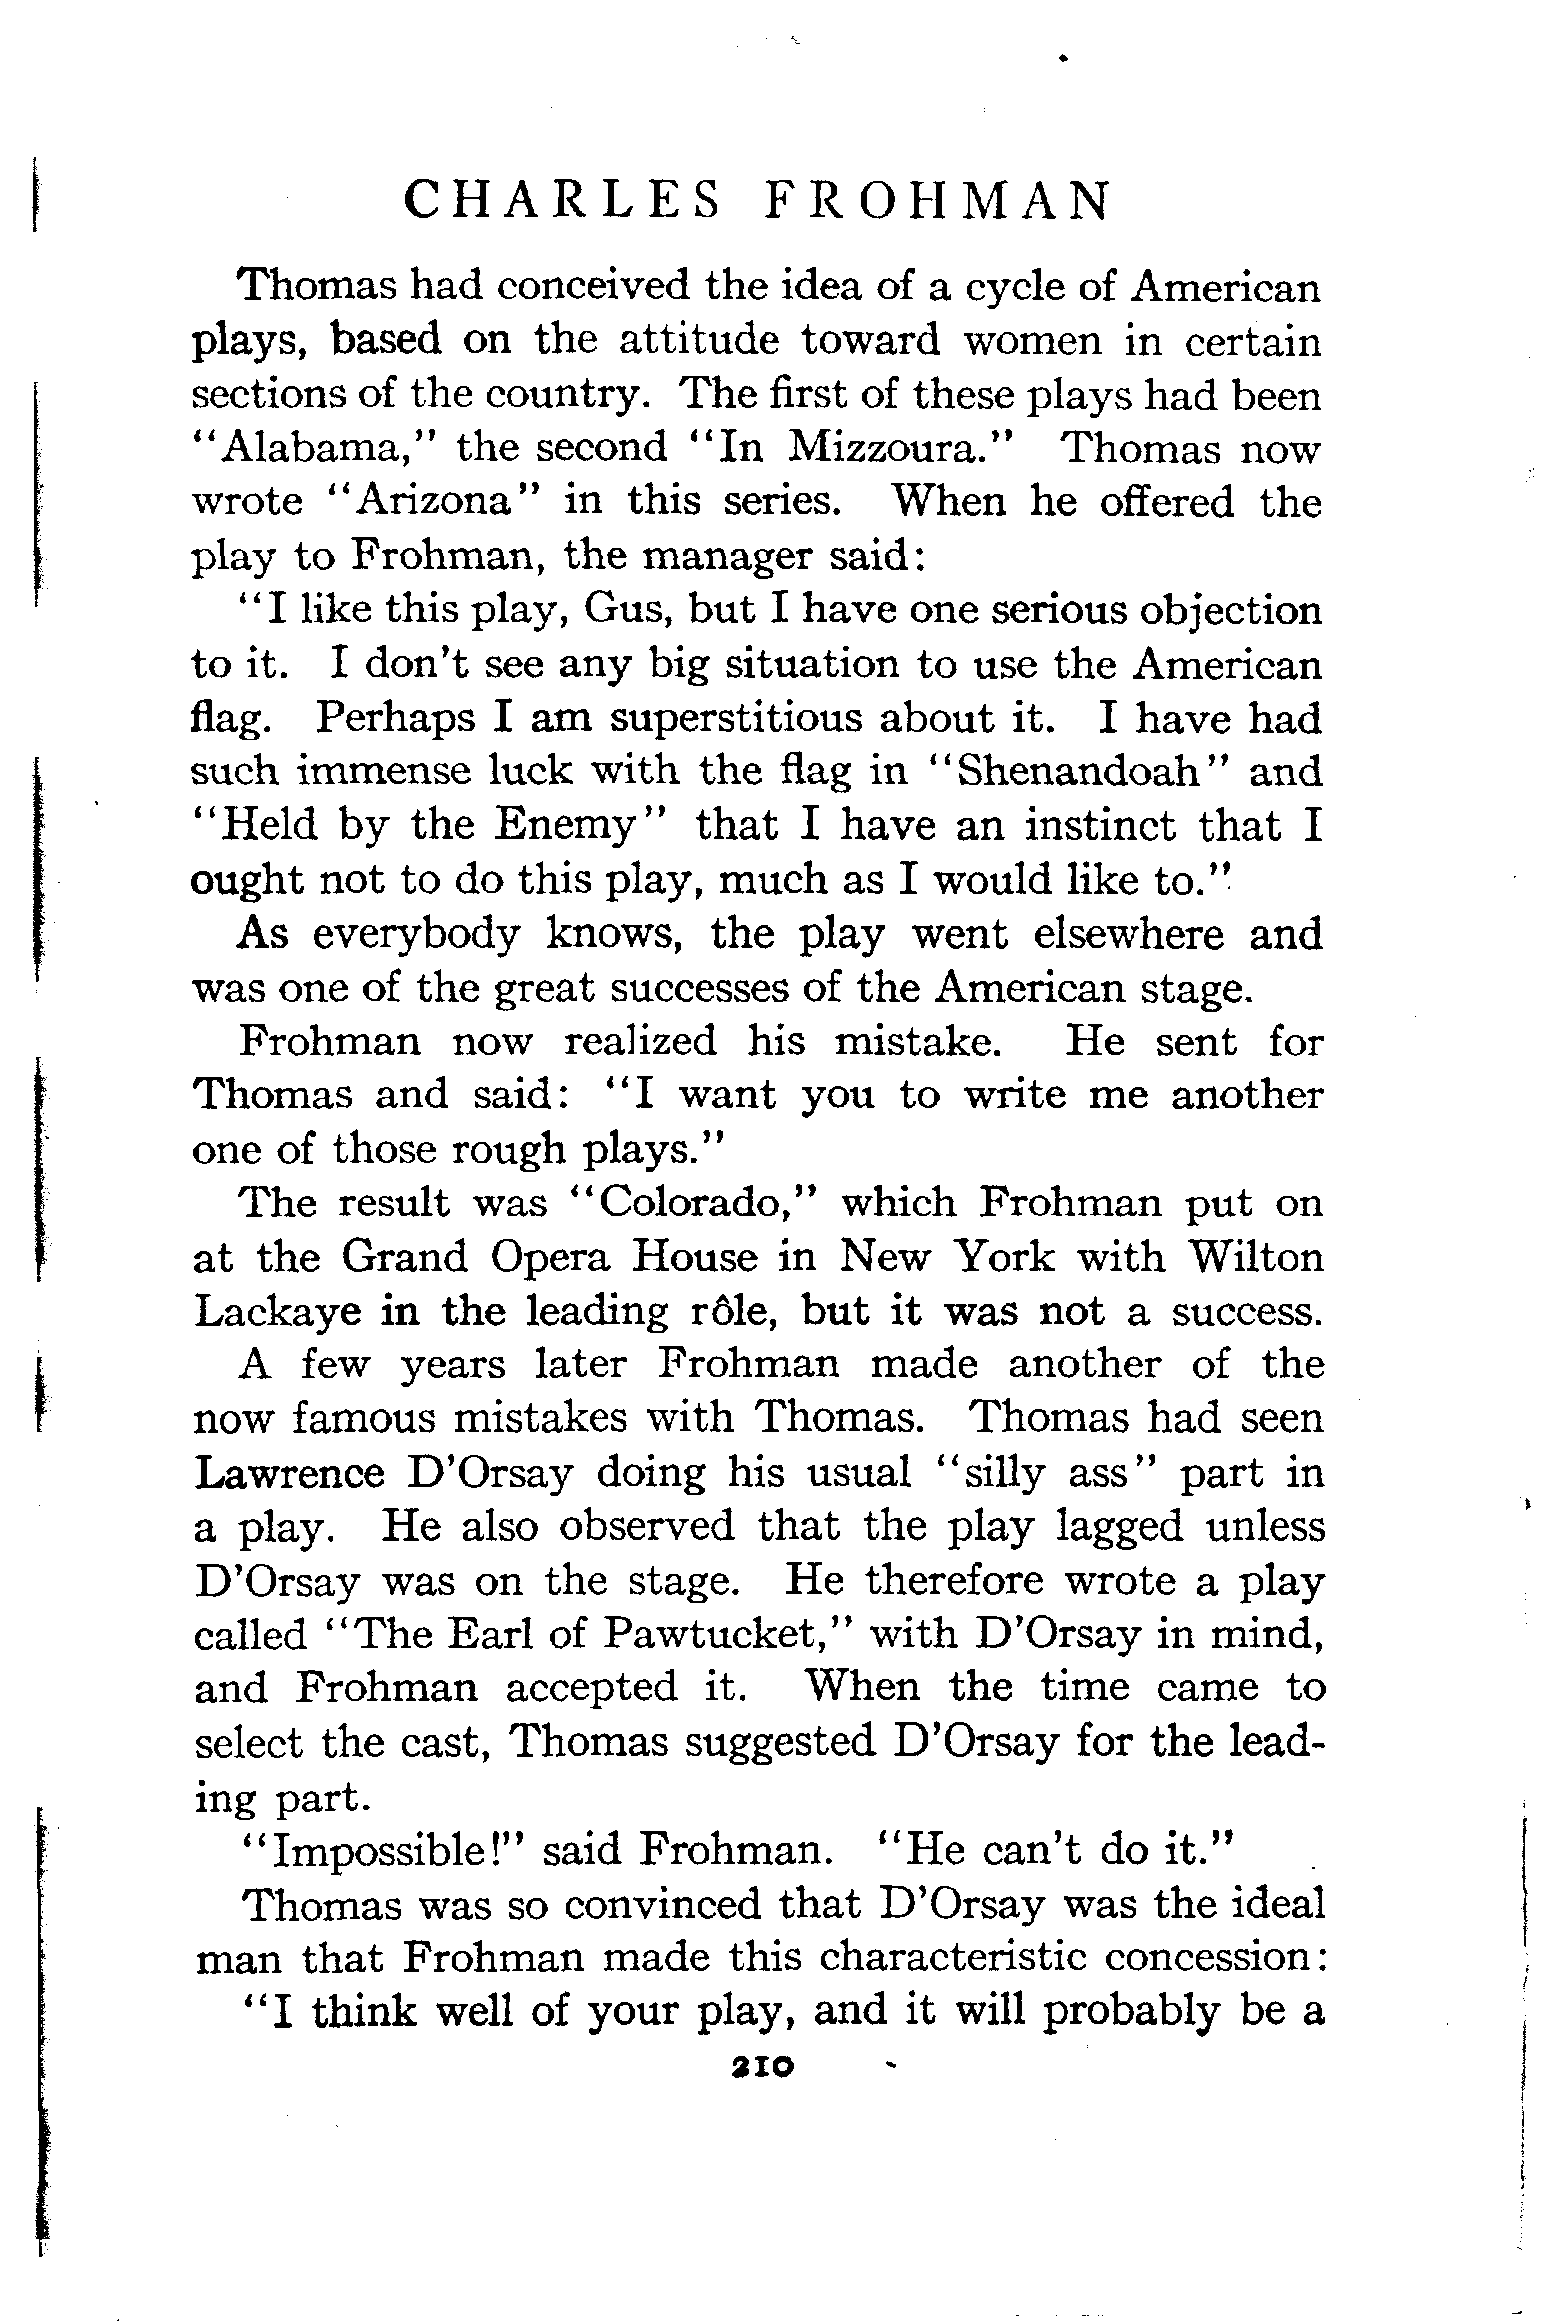 CHARLES FROHMAN
Thomas had conceived the idea of a cycle of American
plays, based on the attitude toward women in certain
sections of the country. The first of these plays had been
"Alabama," the second "In Mizzoura." Thomas now
wrote "Arizona" in this series. When he offered the
play to Frohman, the manager said:
"I like this play, Gus, but I have one serious objection
to it. I don't see any big situation to use the American
flag. Perhaps I am superstitious about it. I have had
such immense luck with the flag in "Shenandoah" and
"Held by the Enemy" that I have an instinct that I
ought not to do this play, much as I would like to."
As everybody knows, the play went elsewhere and
was one of the great successes of the American stage.
Frohman now realized his mistake. He sent for
Thomas and said: "I want you to write me another
one of those rough plays."
The result was "Colorado," which Frohman put on
at the Grand Opera House in New York with Wilton
Lackaye in the leading rôle, but it was not a success.
A few years later Frohman made another of the
now famous mistakes with Thomas. Thomas had seen
Lawrence D'Orsay doing his usual "silly ass" part in
a play. He also observed that the play lagged unless
D'Orsay was on the stage. He therefore wrote a play
called "The Earl of Pawtucket," with D'Orsay in mind,
and Frohman accepted it. When the time came to
select the cast, Thomas suggested D'Orsay for the lead-
ing part.
"Impossible!" said Frohman. "He can't do it."
Thomas was so convinced that D'Orsay was the ideal
man that Frohman made this characteristic concession:
"I think well of your play, and it will probably be a
210